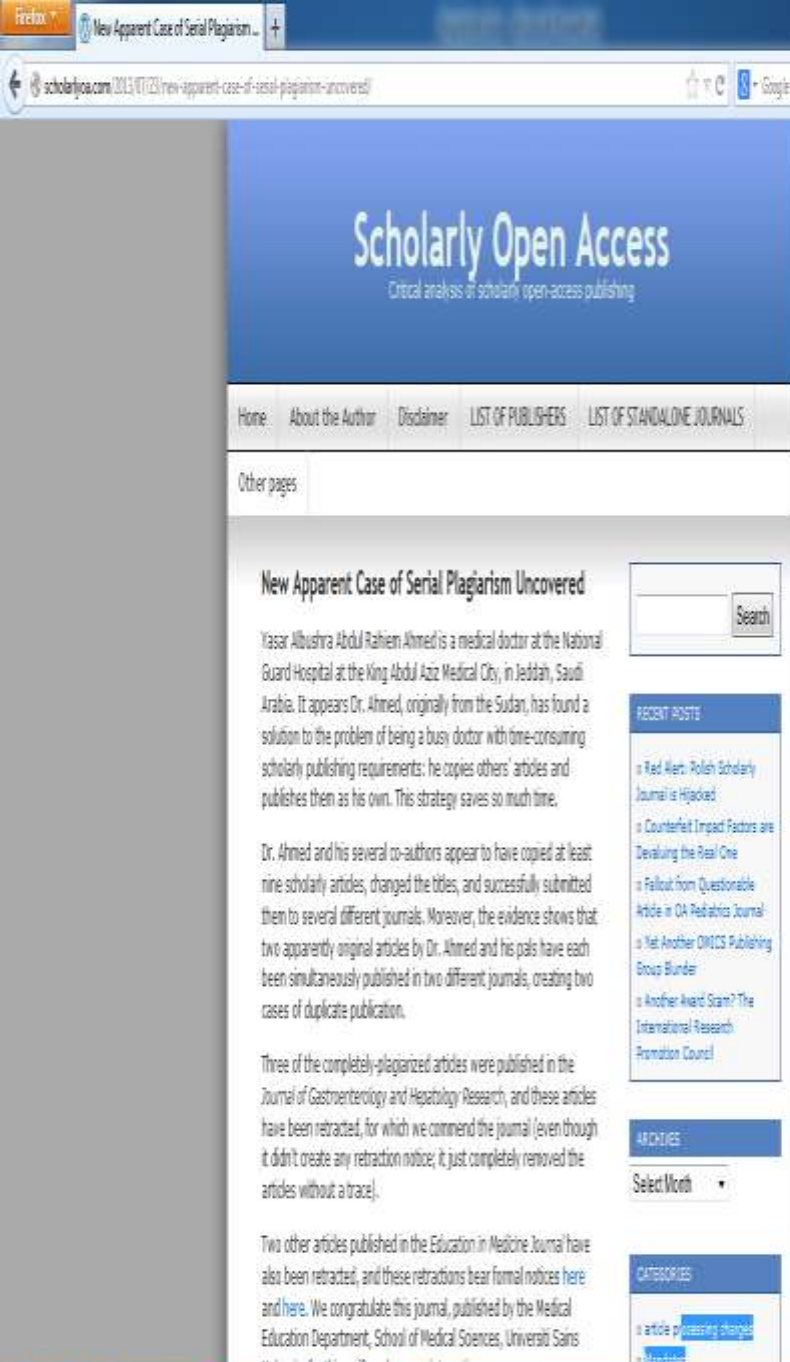 Firefox
New Apparent Case of Serial Plagiarism ...
+
scholarlyoa.com/2013/07/23/new-apparent-case-of-serial-plagiarism-uncovered/
Google
Scholarly Open Access
Critical analysis of scholarly open-access publishing
Home About the Author Disclaimer LIST OF PUBLISHERS LIST OF STANDALONE JOURNALS
Other pages
New Apparent Case of Serial Plagiarism Uncovered
Yasar Albushra Abdul Rahiem Ahmed is a medical doctor at the National
Guard Hospital at the King Abdul Aziz Medical City, in Jeddah, Saudi
Arabia. It appears Dr. Ahmed, originally from the Sudan, has found a
solution to the problem of being a busy doctor with time-consuming
scholarly publishing requirements: he copies others' articles and
publishes them as his own. This strategy saves so much time.
Dr. Ahmed and his several co-authors appear to have copied at least
nine scholarly articles, changed the titles, and successfully submitted
them to several different journals. Moreover, the evidence shows that
two apparently original articles by Dr. Ahmed and his pals have each
been simultaneously published in two different journals, creating two
cases of duplicate publication.
Three of the completely-plagiarized articles were published in the
Journal of Gastroenterology and Hepatology Research, and these articles
have been retracted, for which we commend the journal (even though
it didn't create any retraction notice; it just completely removed the
articles without a trace).
Two other articles published in the Education in Medicine Journal have
also been retracted, and these retractions bear formal notices here
and here. We congratulate this journal, published by the Medical
Education Department, School of Medical Sciences, Universiti Sains
Search
RECENT POSTS
Red Alert: Polish Scholarly
Journal is Hijacked
Counterfeit Impact Factors are
Devaluing the Real One
Fallout from Questionable
Article in OA Pediatrics Journal
Yet Another OMICS Publishing
Group Blunder
Another Award Scam? The
International Research
Promotion Council
ARCHIVES
Select Month
CATEGORIES
article processing charges